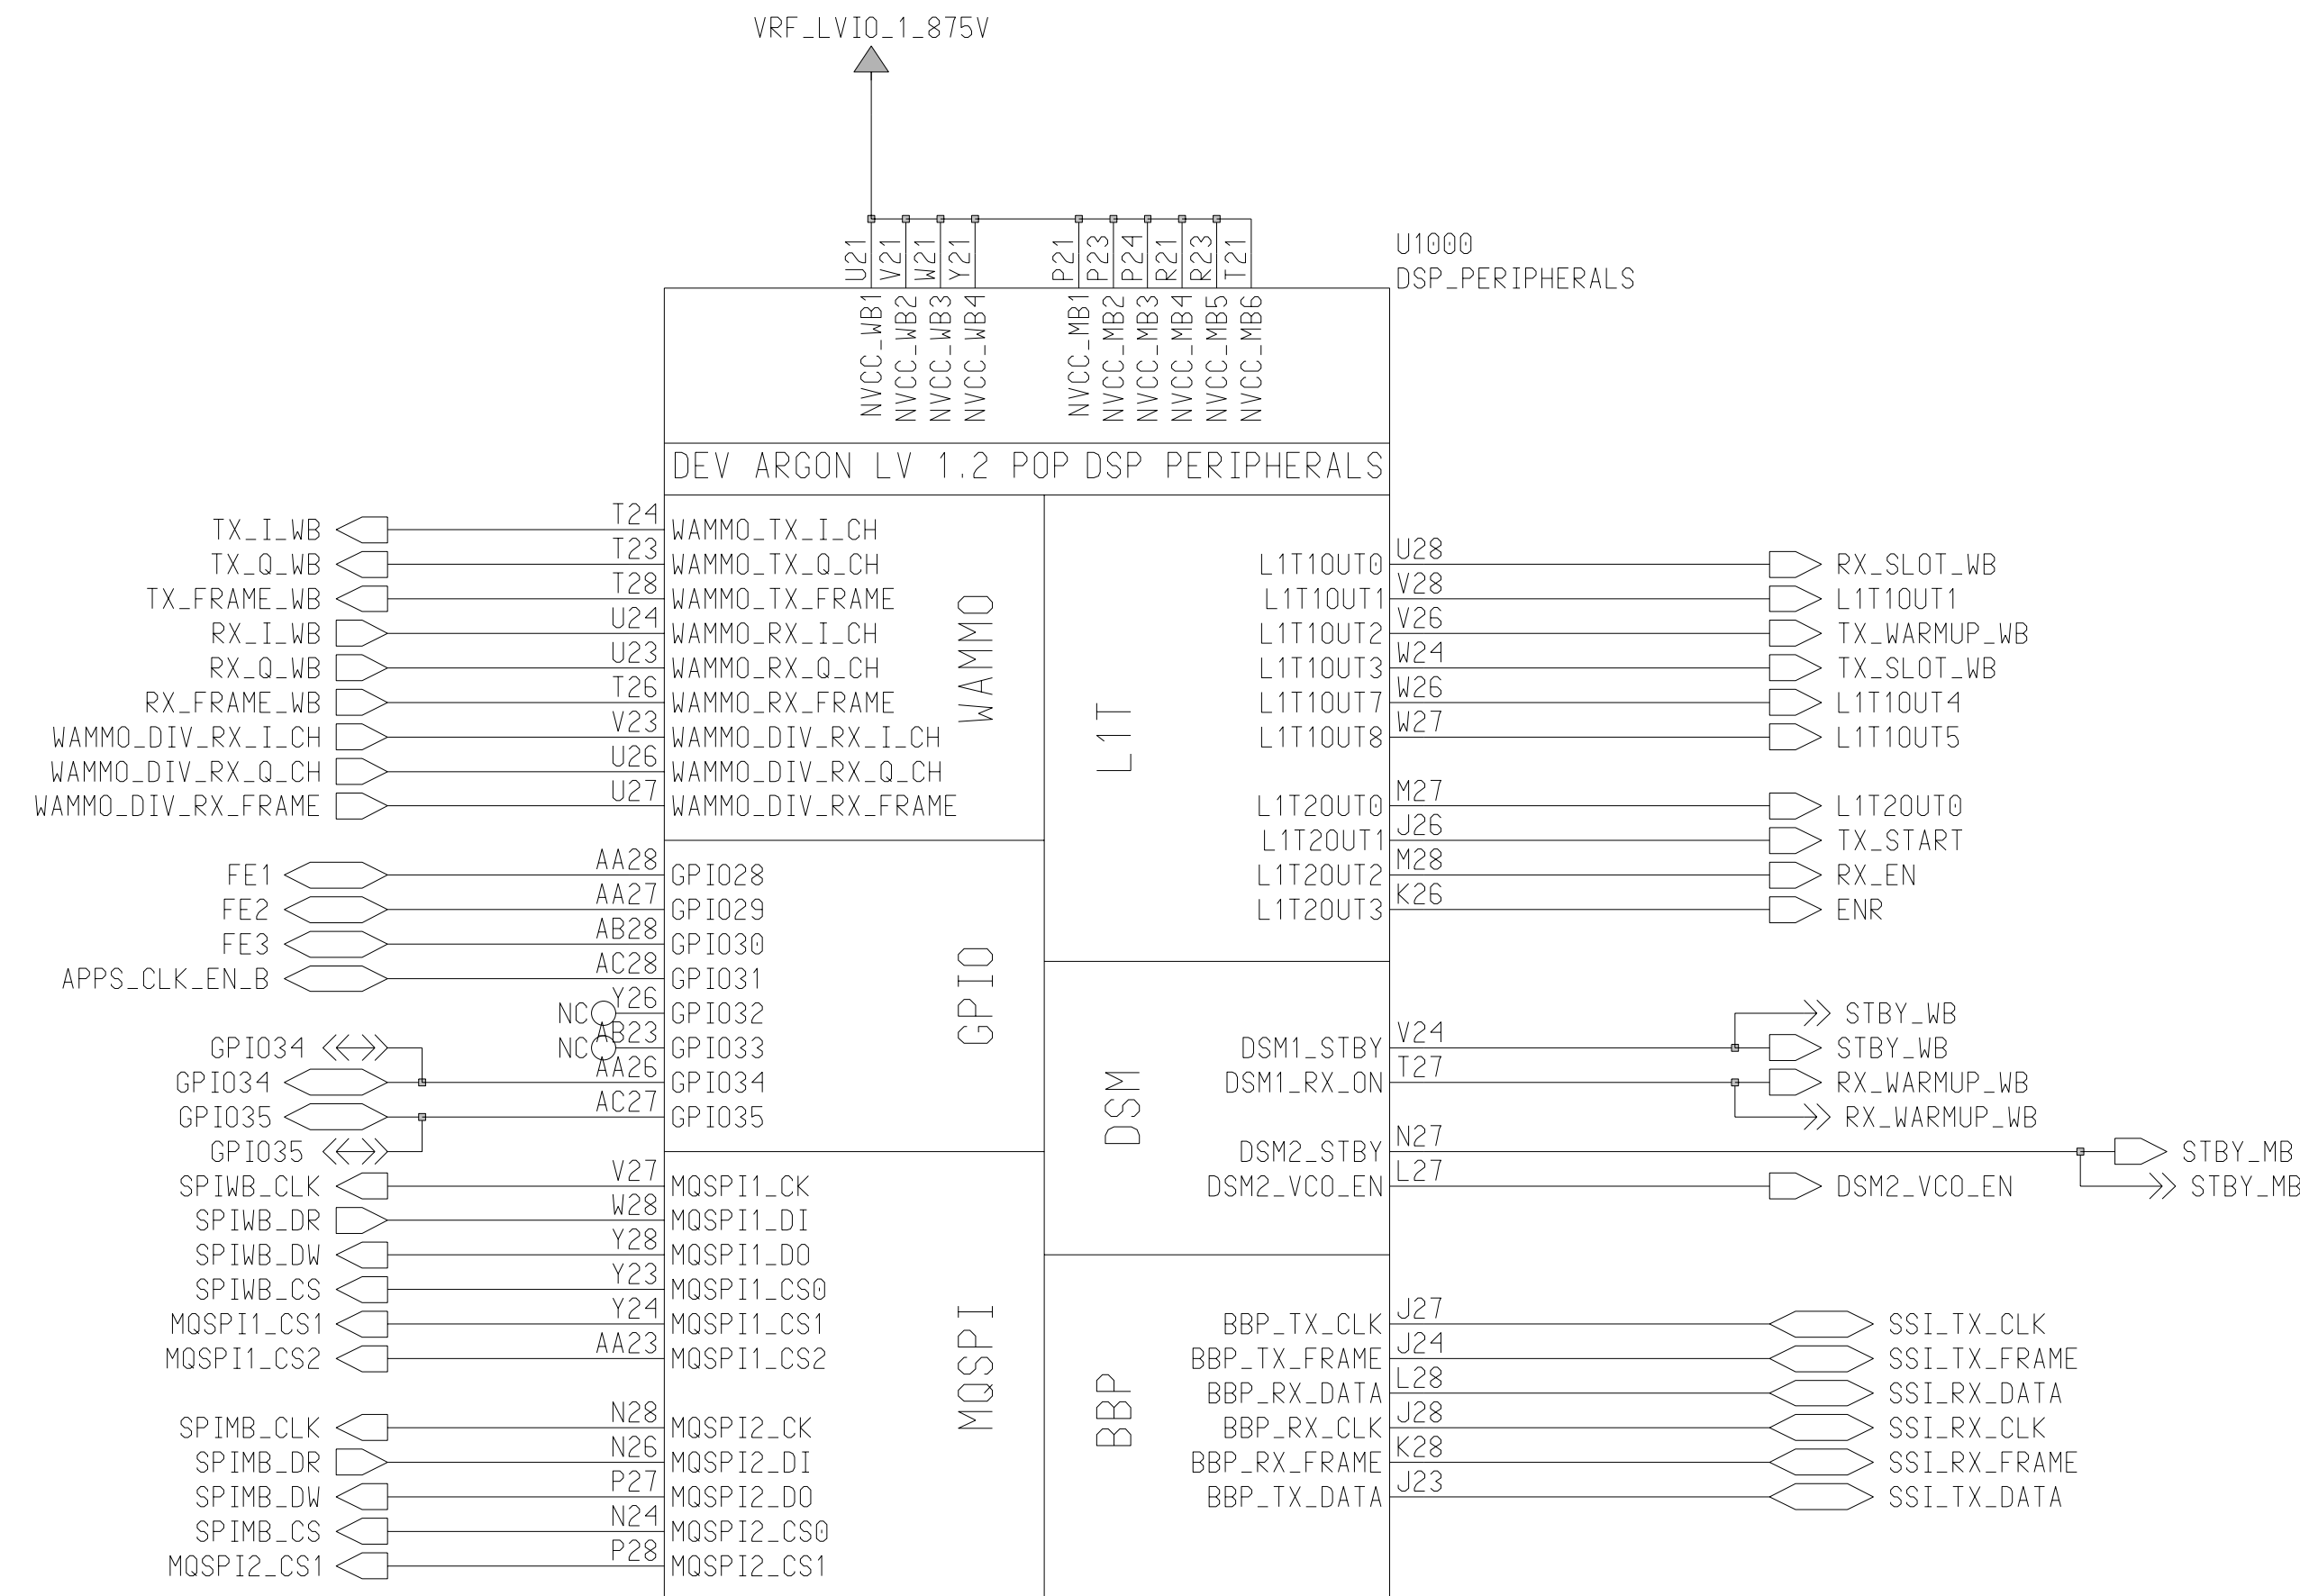 VRF_LVIO_1_875V
U21 V21 W21 Y21 P21 P23 P24 R21 R23 T21
U1000
DSP_PERIPHERALS
NVCC_WB1 NVCC_WB2 NVCC_WB3 NVCC_WB4 NVCC_MB1 NVCC_MB2 NVCC_MB3 NVCC_MB4 NVCC_MB5 NVCC_MB6
DEV ARGON LV 1.2 POP DSP PERIPHERALS
TX_I_WB T24 WAMMO_TX_I_CH
TX_Q_WB T23 WAMMO_TX_Q_CH
TX_FRAME_WB T28 WAMMO_TX_FRAME
RX_I_WB U24 WAMMO_RX_I_CH
RX_Q_WB U23 WAMMO_RX_Q_CH
RX_FRAME_WB T26 WAMMO_RX_FRAME
WAMMO_DIV_RX_I_CH V23 WAMMO_DIV_RX_I_CH
WAMMO_DIV_RX_Q_CH U26 WAMMO_DIV_RX_Q_CH
WAMMO_DIV_RX_FRAME U27 WAMMO_DIV_RX_FRAME
WAMMO
FE1 AA28 GPIO28
FE2 AA27 GPIO29
FE3 AB28 GPIO30
APPS_CLK_EN_B AC28 GPIO31
NC Y26 GPIO32
NC AB23 GPIO33
GPIO34
GPIO34 AA26 GPIO34
GPIO35 AC27 GPIO35
GPIO35
GPIO
SPIWB_CLK V27 MQSPI1_CK
SPIWB_DR W28 MQSPI1_DI
SPIWB_DW Y28 MQSPI1_DO
SPIWB_CS Y23 MQSPI1_CS0
MQSPI1_CS1 Y24 MQSPI1_CS1
MQSPI1_CS2 AA23 MQSPI1_CS2
SPIMB_CLK N28 MQSPI2_CK
SPIMB_DR N26 MQSPI2_DI
SPIMB_DW P27 MQSPI2_DO
SPIMB_CS N24 MQSPI2_CS0
MQSPI2_CS1 P28 MQSPI2_CS1
MQSPI
L1T
L1T1OUT0 U28 RX_SLOT_WB
L1T1OUT1 V28 L1T1OUT1
L1T1OUT2 V26 TX_WARMUP_WB
L1T1OUT3 W24 TX_SLOT_WB
L1T1OUT7 W26 L1T1OUT4
L1T1OUT8 W27 L1T1OUT5
L1T2OUT0 M27 L1T2OUT0
L1T2OUT1 J26 TX_START
L1T2OUT2 M28 RX_EN
L1T2OUT3 K26 ENR
DSM
STBY_WB
DSM1_STBY V24 STBY_WB
DSM1_RX_ON T27 RX_WARMUP_WB
RX_WARMUP_WB
DSM2_STBY N27 STBY_MB
DSM2_VCO_EN L27 DSM2_VCO_EN STBY_MB
BBP
BBP_TX_CLK J27 SSI_TX_CLK
BBP_TX_FRAME J24 SSI_TX_FRAME
BBP_RX_DATA L28 SSI_RX_DATA
BBP_RX_CLK J28 SSI_RX_CLK
BBP_RX_FRAME K28 SSI_RX_FRAME
BBP_TX_DATA J23 SSI_TX_DATA